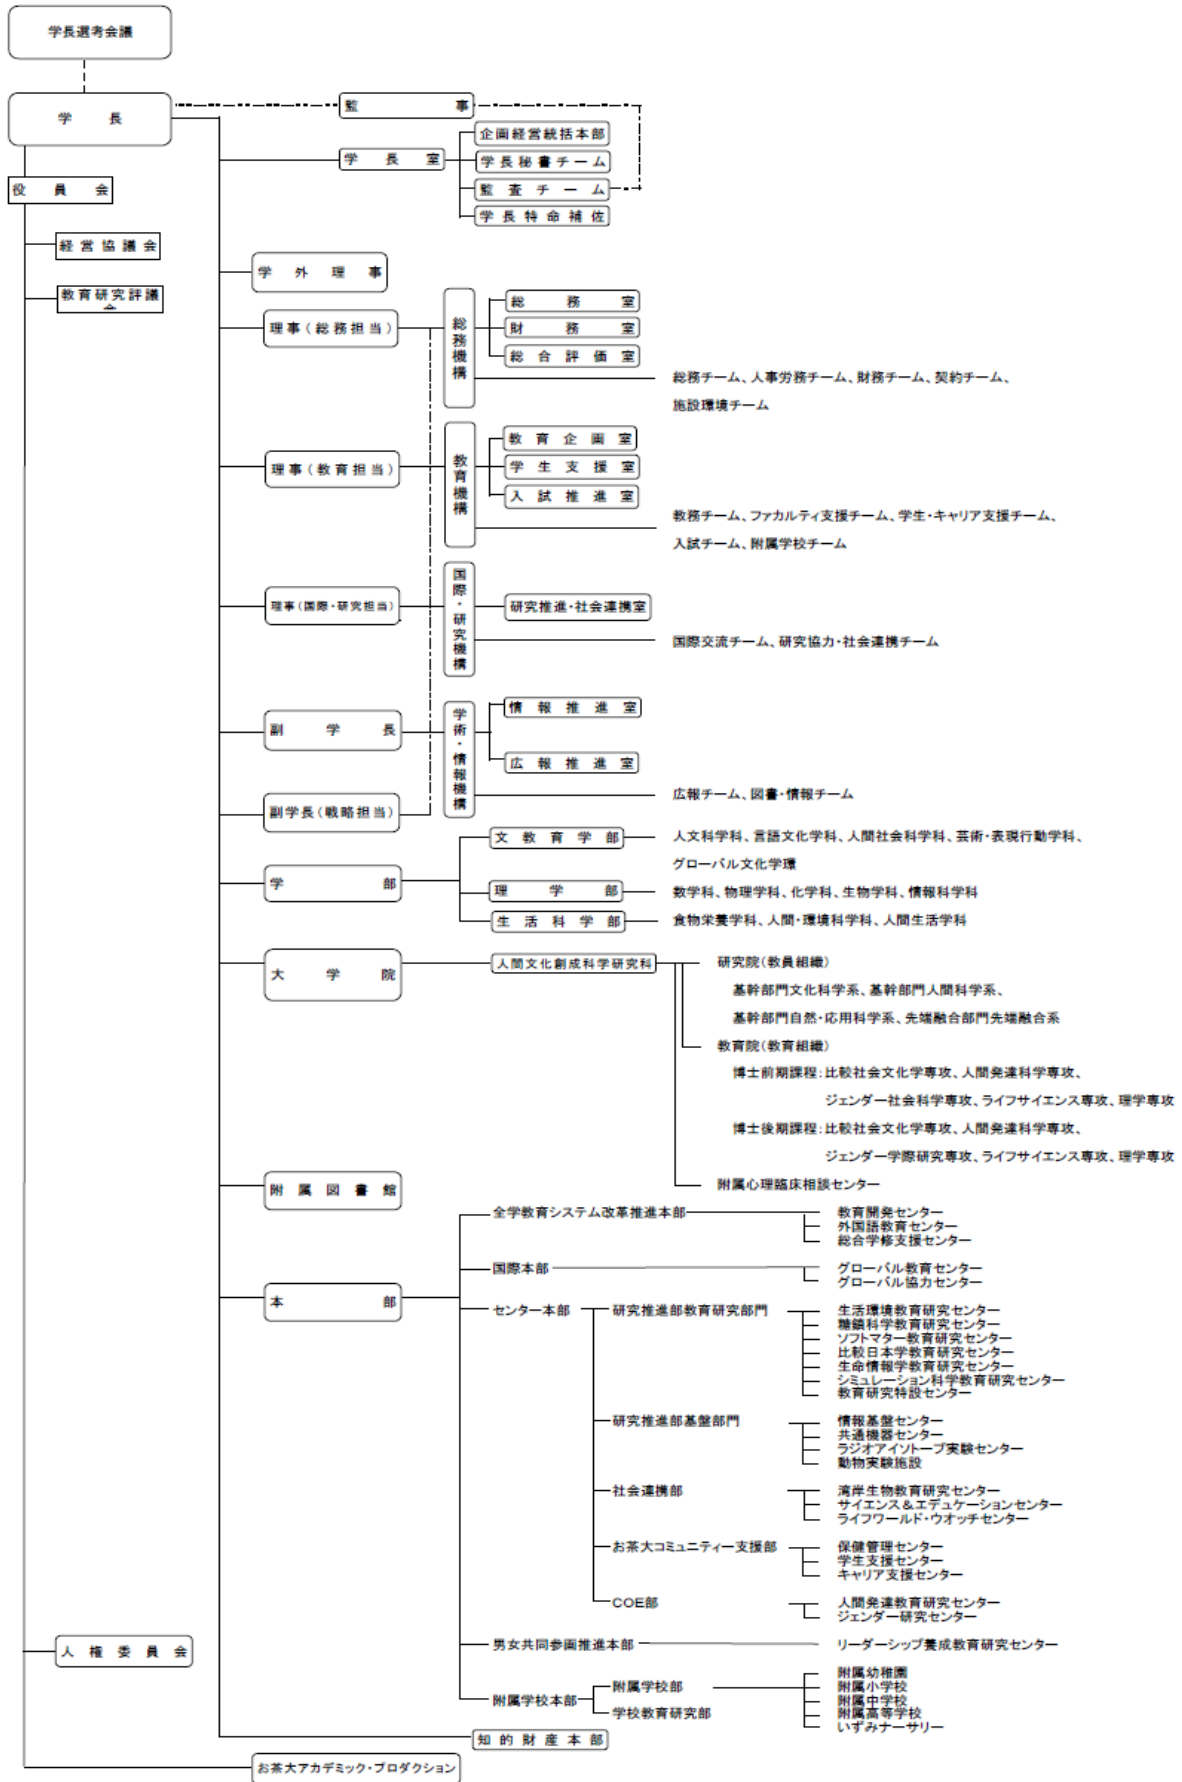 学長選考会議
学長
監事
企画経営統括本部
学長室
学長秘書チーム
監査チーム
学長特命補佐
役員会
経営協議会
教育研究評議
会
学外理事
理事(総務担当)
総務機構
総務室
財務室
総合評価室
総務チーム、人事労務チーム、財務チーム、契約チーム、
施設環境チーム
理事(教育担当)
教育機構
教育企画室
学生支援室
入試推進室
教務チーム、ファカルティ支援チーム、学生・キャリア支援チーム、
入試チーム、附属学校チーム
理事(国際・研究担当)
国際・研究機構
研究推進・社会連携室
国際交流チーム、研究協力・社会連携チーム
副学長
学術・情報機構
情報推進室
広報推進室
広報チーム、図書・情報チーム
副学長(戦略担当)
学部
文教育学部
人文科学科、言語文化学科、人間社会科学科、芸術・表現行動学科、
グローバル文化学環
理学部
数学科、物理学科、化学科、生物学科、情報科学科
生活科学部
食物栄養学科、人間・環境科学科、人間生活学科
大学院
人間文化創成科学研究科
研究院(教員組織)
基幹部門文化科学系、基幹部門人間科学系、
基幹部門自然・応用科学系、先端融合部門先端融合系
教育院(教育組織)
博士前期課程:比較社会文化学専攻、人間発達科学専攻、
ジェンダー社会科学専攻、ライフサイエンス専攻、理学専攻
博士後期課程:比較社会文化学専攻、人間発達科学専攻、
ジェンダー学際研究専攻、ライフサイエンス専攻、理学専攻
附属心理臨床相談センター
附属図書館
本部
全学教育システム改革推進本部
教育開発センター
外国語教育センター
総合学修支援センター
国際本部
グローバル教育センター
グローバル協力センター
センター本部
研究推進部教育研究部門
生活環境教育研究センター
糖鎖科学教育研究センター
ソフトマター教育研究センター
比較日本学教育研究センター
生命情報学教育研究センター
シミュレーション科学教育研究センター
教育研究特設センター
研究推進部基盤部門
情報基盤センター
共通機器センター
ラジオアイソトープ実験センター
動物実験施設
社会連携部
湾岸生物教育研究センター
サイエンス&エデュケーションセンター
ライフワールド・ウオッチセンター
お茶大コミュニティー支援部
保健管理センター
学生支援センター
キャリア支援センター
COE部
人間発達教育研究センター
ジェンダー研究センター
男女共同参画推進本部
リーダーシップ養成教育研究センター
人権委員会
附属学校本部
附属学校部
学校教育研究部
附属幼稚園
附属小学校
附属中学校
附属高等学校
いずみナーサリー
知的財産本部
お茶大アカデミック・プロダクション